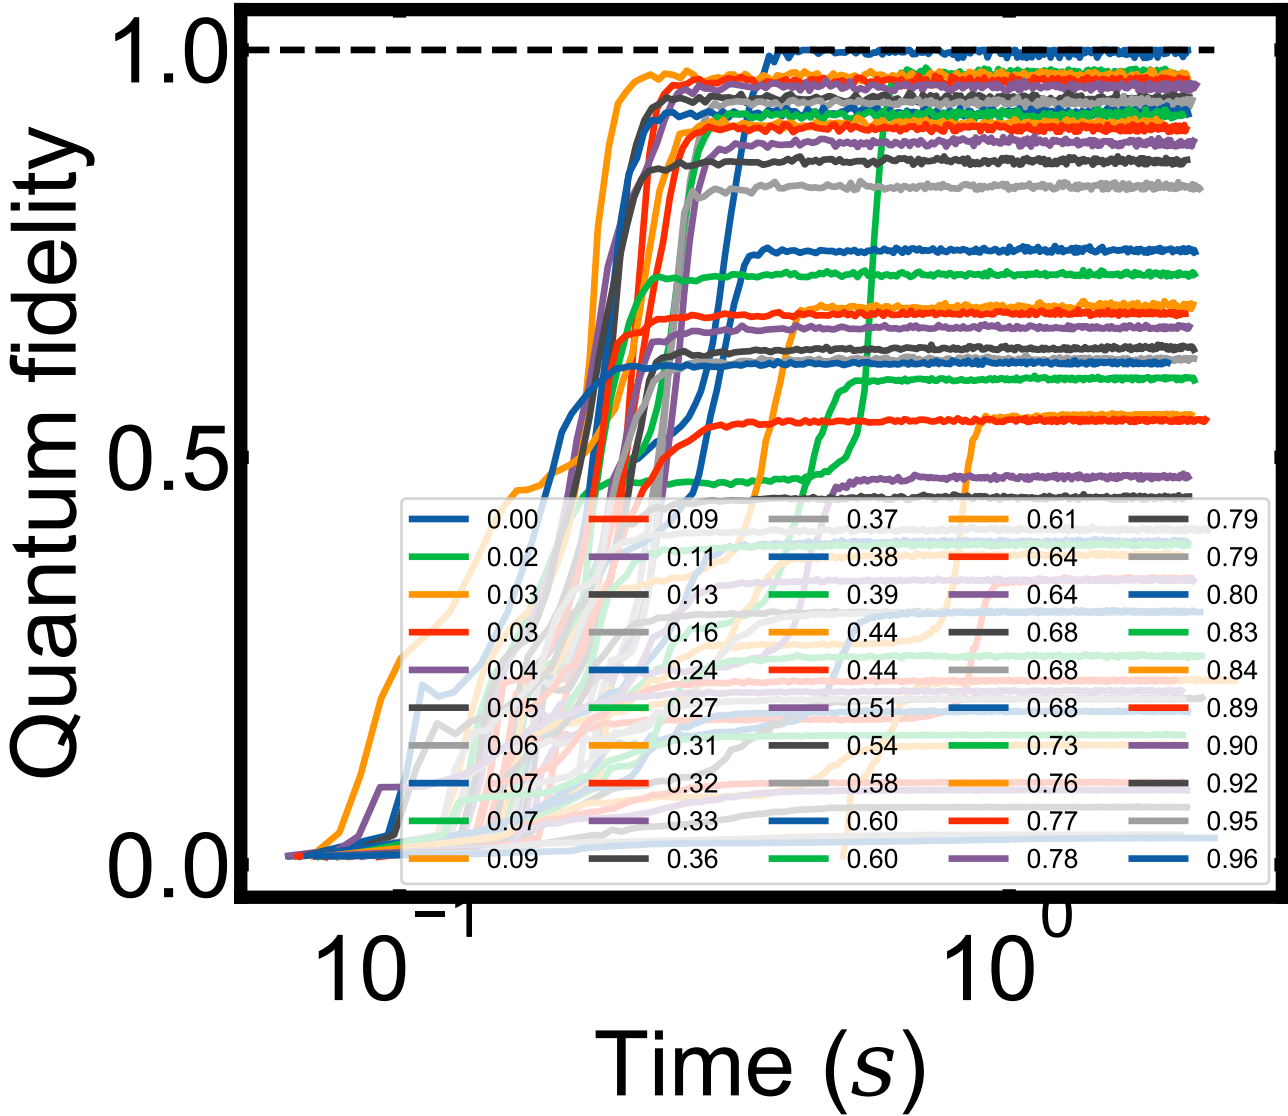 1.0
0.5
0.0
Quantum fidelity
0.00 0.09 0.37 0.61 0.79
0.02 0.11 0.38 0.64 0.79
0.03 0.13 0.39 0.64 0.80
0.03 0.16 0.44 0.68 0.83
0.04 0.24 0.44 0.68 0.84
0.05 0.27 0.51 0.68 0.89
0.06 0.31 0.54 0.73 0.90
0.07 0.32 0.58 0.76 0.92
0.07 0.33 0.60 0.77 0.95
0.09 0.36 0.60 0.78 0.96
10⁻¹ 10⁰
Time (s)